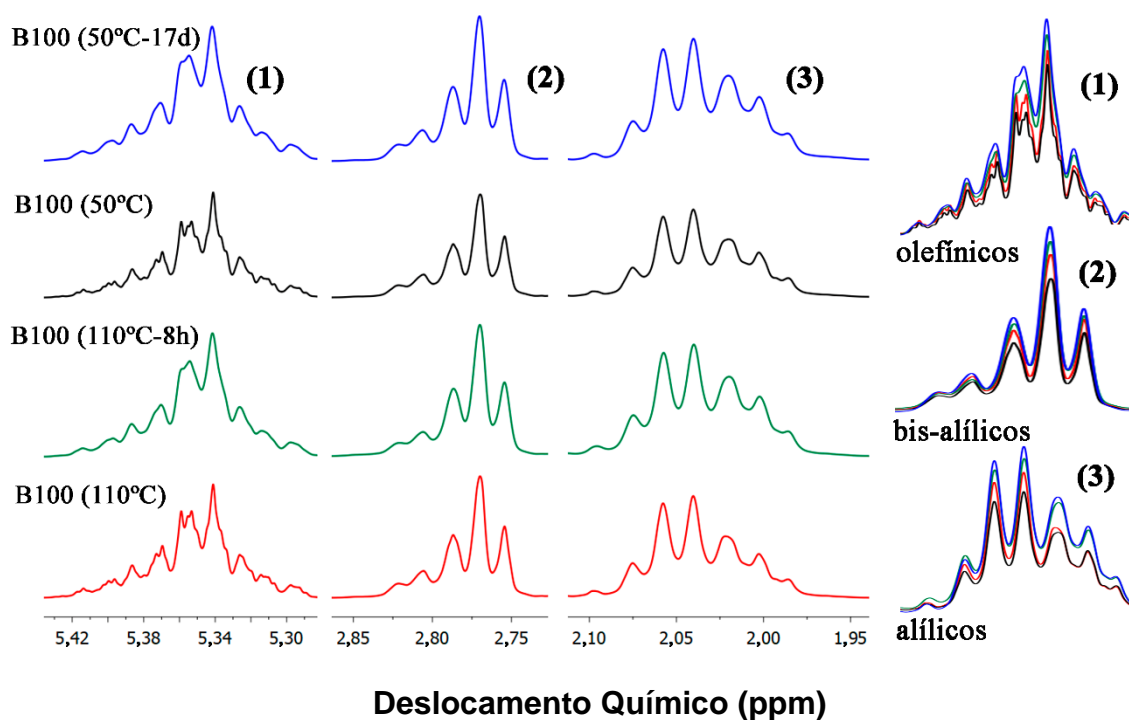 B100 (50ºC-17d)
(1)
(2)
(3)
B100 (50ºC)
B100 (110ºC-8h)
B100 (110ºC)
5,42 5,38 5,34 5,30 2,85 2,80 2,75 2,10 2,05 2,00 1,95
Deslocamento Químico (ppm)
(1)
olefínicos
(2)
bis-alílicos
(3)
alílicos